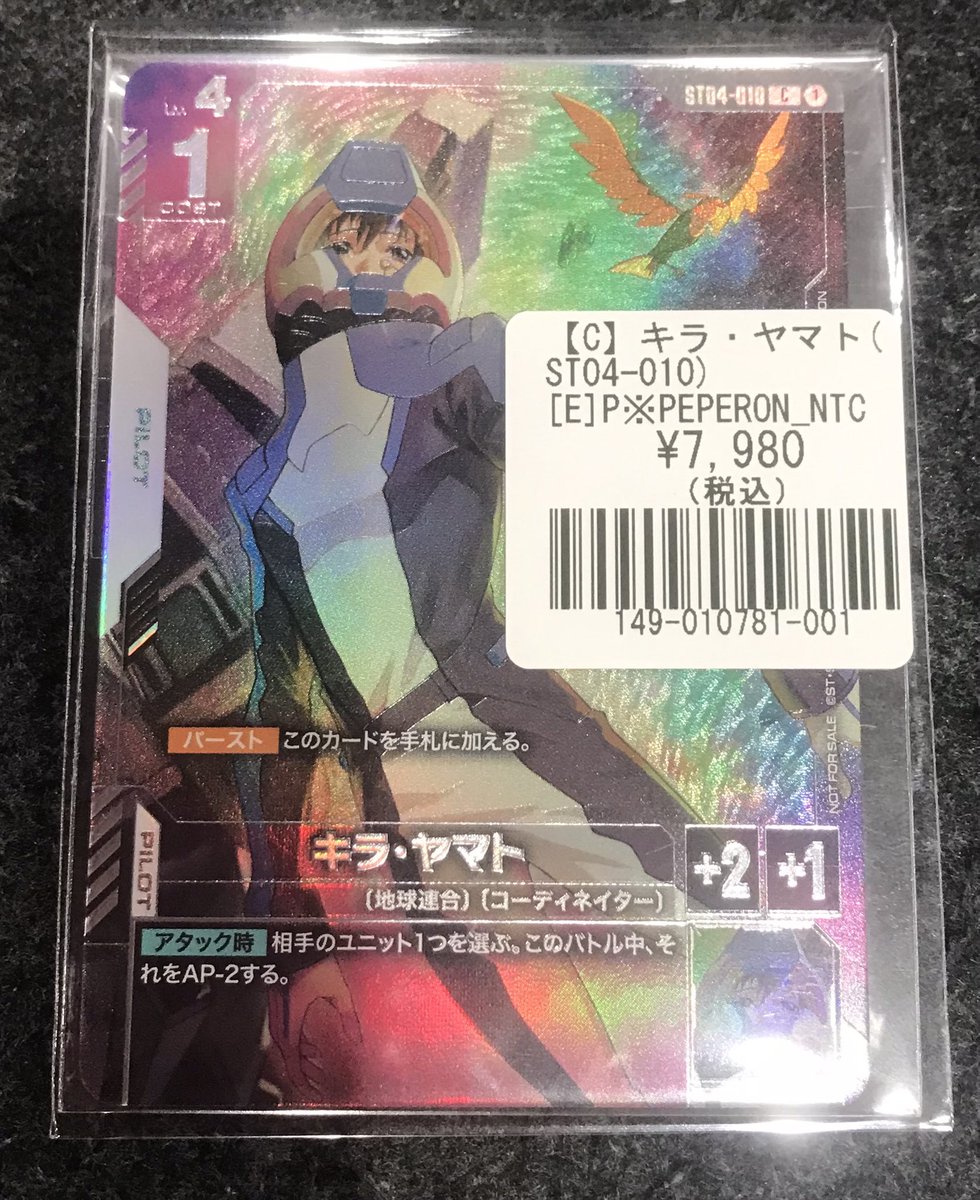 Lv. 4
1
COST
ST04-010 C 1
【C】キラ・ヤマト(
ST04-010)
[E]P※PEPERON_NTC
¥7,980
(税込)
149-010781-001
PILOT
バースト このカードを手札に加える。
NOT FOR SALE
PILOT
キラ・ヤマト
+2 +1
〔地球連合〕〔コーディネイター〕
アタック時 相手のユニット1つを選ぶ。このバトル中、そ
れをAP-2する。